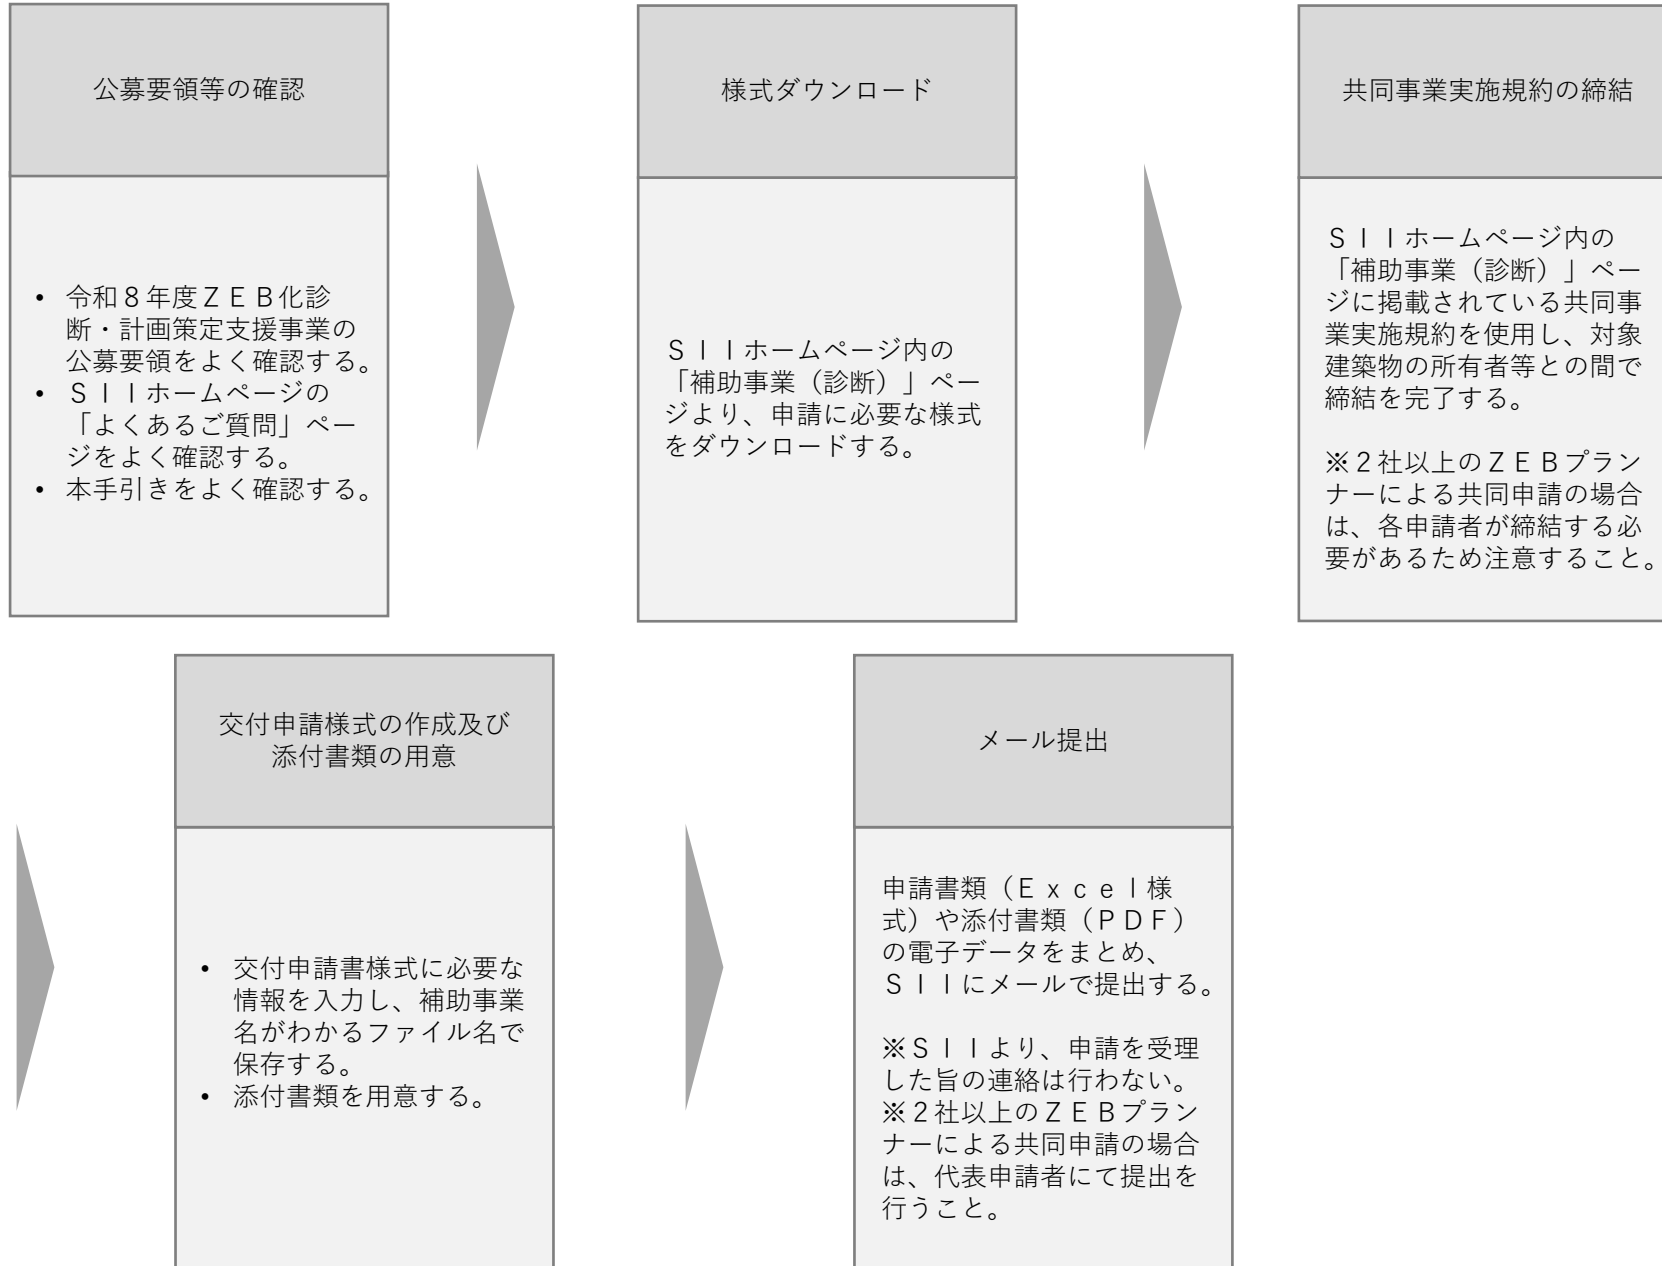 公募要領等の確認
• 令和８年度ＺＥＢ化診
断・計画策定支援事業の
公募要領をよく確認する。
• ＳＩＩホームページの
「よくあるご質問」ペー
ジをよく確認する。
• 本手引きをよく確認する。
様式ダウンロード
ＳＩＩホームページ内の
「補助事業（診断）」ペー
ジより、申請に必要な様式
をダウンロードする。
共同事業実施規約の締結
ＳＩＩホームページ内の
「補助事業（診断）」ペー
ジに掲載されている共同事
業実施規約を使用し、対象
建築物の所有者等との間で
締結を完了する。
※２社以上のＺＥＢプラン
ナーによる共同申請の場合
は、各申請者が締結する必
要があるため注意すること。
交付申請様式の作成及び
添付書類の用意
• 交付申請書様式に必要な
情報を入力し、補助事業
名がわかるファイル名で
保存する。
• 添付書類を用意する。
メール提出
申請書類（Ｅｘｃｅｌ様
式）や添付書類（ＰＤＦ）
の電子データをまとめ、
ＳＩＩにメールで提出する。
※ＳＩＩより、申請を受理
した旨の連絡は行わない。
※２社以上のＺＥＢプラン
ナーによる共同申請の場合
は、代表申請者にて提出を
行うこと。